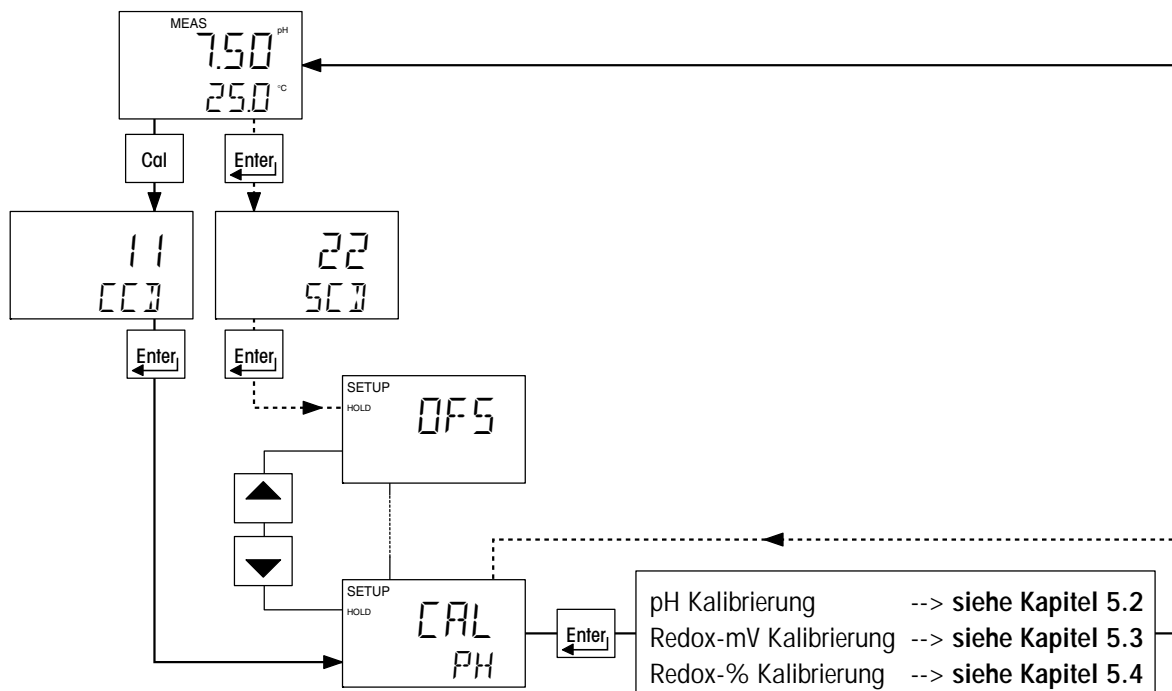 MEAS
7.50 pH
25.0 °C
Cal
Enter
11
CCD
22
SCD
Enter
Enter
SETUP
HOLD
OFS
SETUP
HOLD
CAL
PH
Enter
pH Kalibrierung --> siehe Kapitel 5.2
Redox-mV Kalibrierung --> siehe Kapitel 5.3
Redox-% Kalibrierung --> siehe Kapitel 5.4